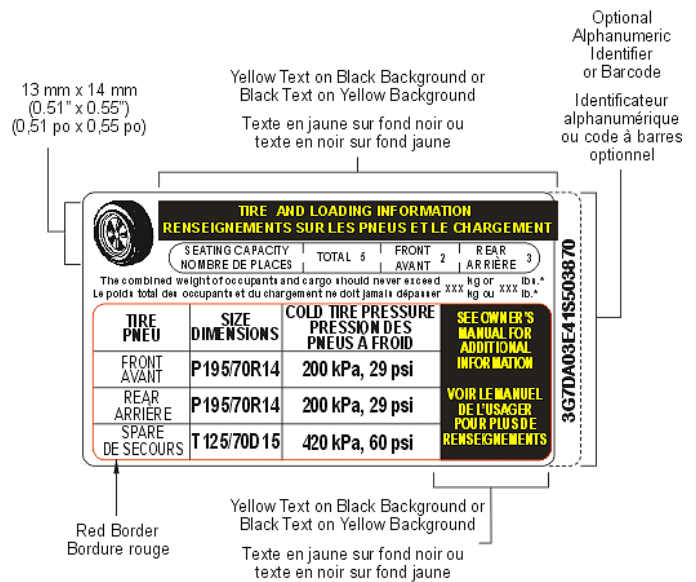 Optional
Alphanumeric
Identifier
or Barcode
Identificateur
alphanumérique
ou code à barres
optionnel
Yellow Text on Black Background or
Black Text on Yellow Background
Texte en jaune sur fond noir ou
texte en noir sur fond jaune
13 mm x 14 mm
(0.51" x 0.55")
(0,51 po x 0,55 po)
TIRE AND LOADING INFORMATION
RENSEIGNEMENTS SUR LES PNEUS ET LE CHARGEMENT
SEATING CAPACITY
NOMBRE DE PLACES
TOTAL 5
FRONT
AVANT 2
REAR
ARRIÈRE 3
The combined weight of occupants and cargo should never exceed xxx kg or xxx lbs.*
Le poids total des occupants et du chargement ne doit jamais dépasser xxx kg ou xxx lb.*
TIRE
PNEU
SIZE
DIMENSIONS
COLD TIRE PRESSURE
PRESSION DES
PNEUS A FROID
FRONT
AVANT
P195/70R14
200 kPa, 29 psi
REAR
ARRIÈRE
P195/70R14
200 kPa, 29 psi
SPARE
DE SECOURS
T125/70D15
420 kPa, 60 psi
SEE OWNER'S
MANUAL FOR
ADDITIONAL
INFORMATION
VOIR LE MANUEL
DE L'USAGER
POUR PLUS DE
RENSEIGNEMENTS
3G7DA03E41S503870
Red Border
Bordure rouge
Yellow Text on Black Background or
Black Text on Yellow Background
Texte en jaune sur fond noir ou
texte en noir sur fond jaune